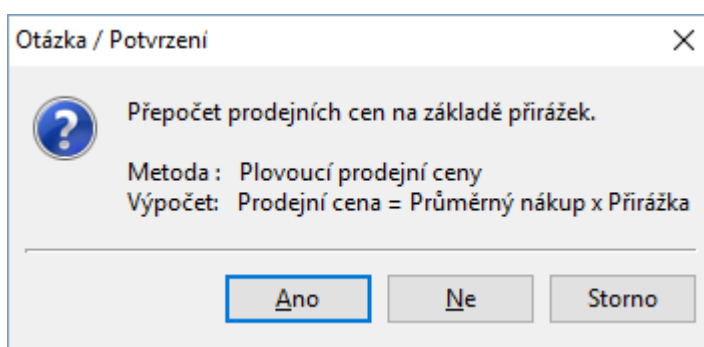 Otázka / Potvrzení
Přepočet prodejních cen na základě přirážek.
Metoda : Plovoucí prodejní ceny
Výpočet: Prodejní cena = Průměrný nákup x Přirážka
Ano
Ne
Storno